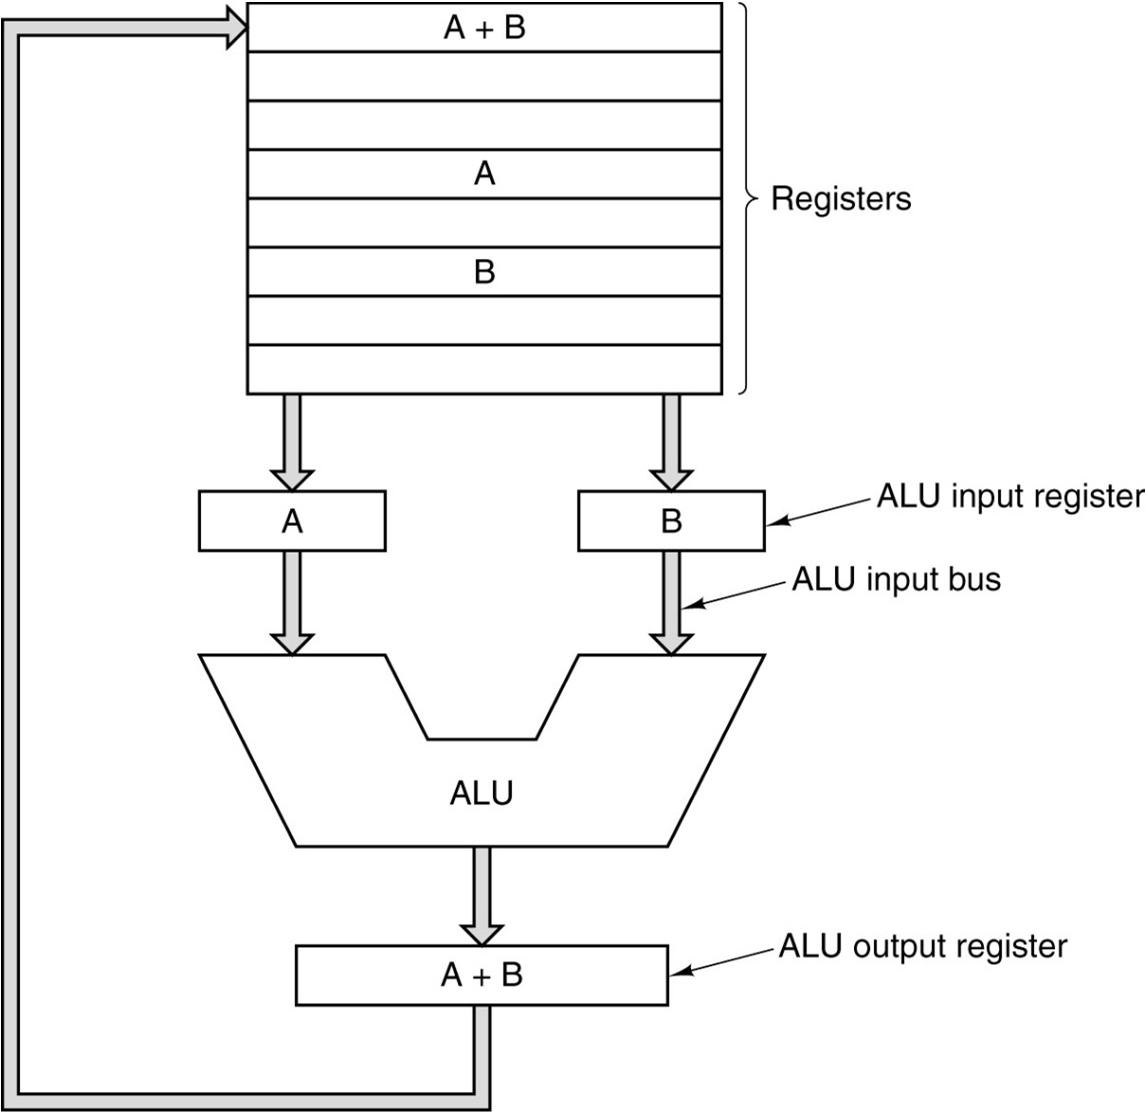 A + B
A
Registers
B
A
B
ALU input register
ALU input bus
ALU
ALU output register
A + B